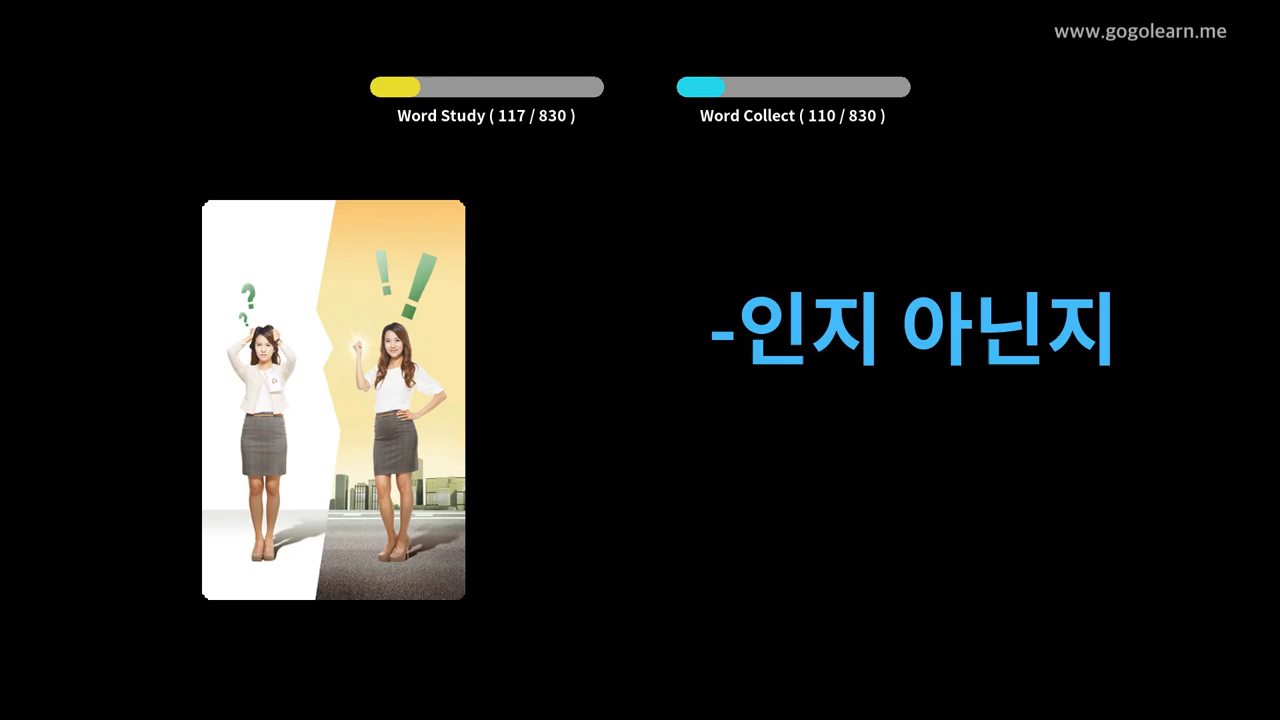 www.gogolearn.me
Word Study ( 117 / 830 )
Word Collect ( 110 / 830 )
? ?
! !
-인지 아닌지